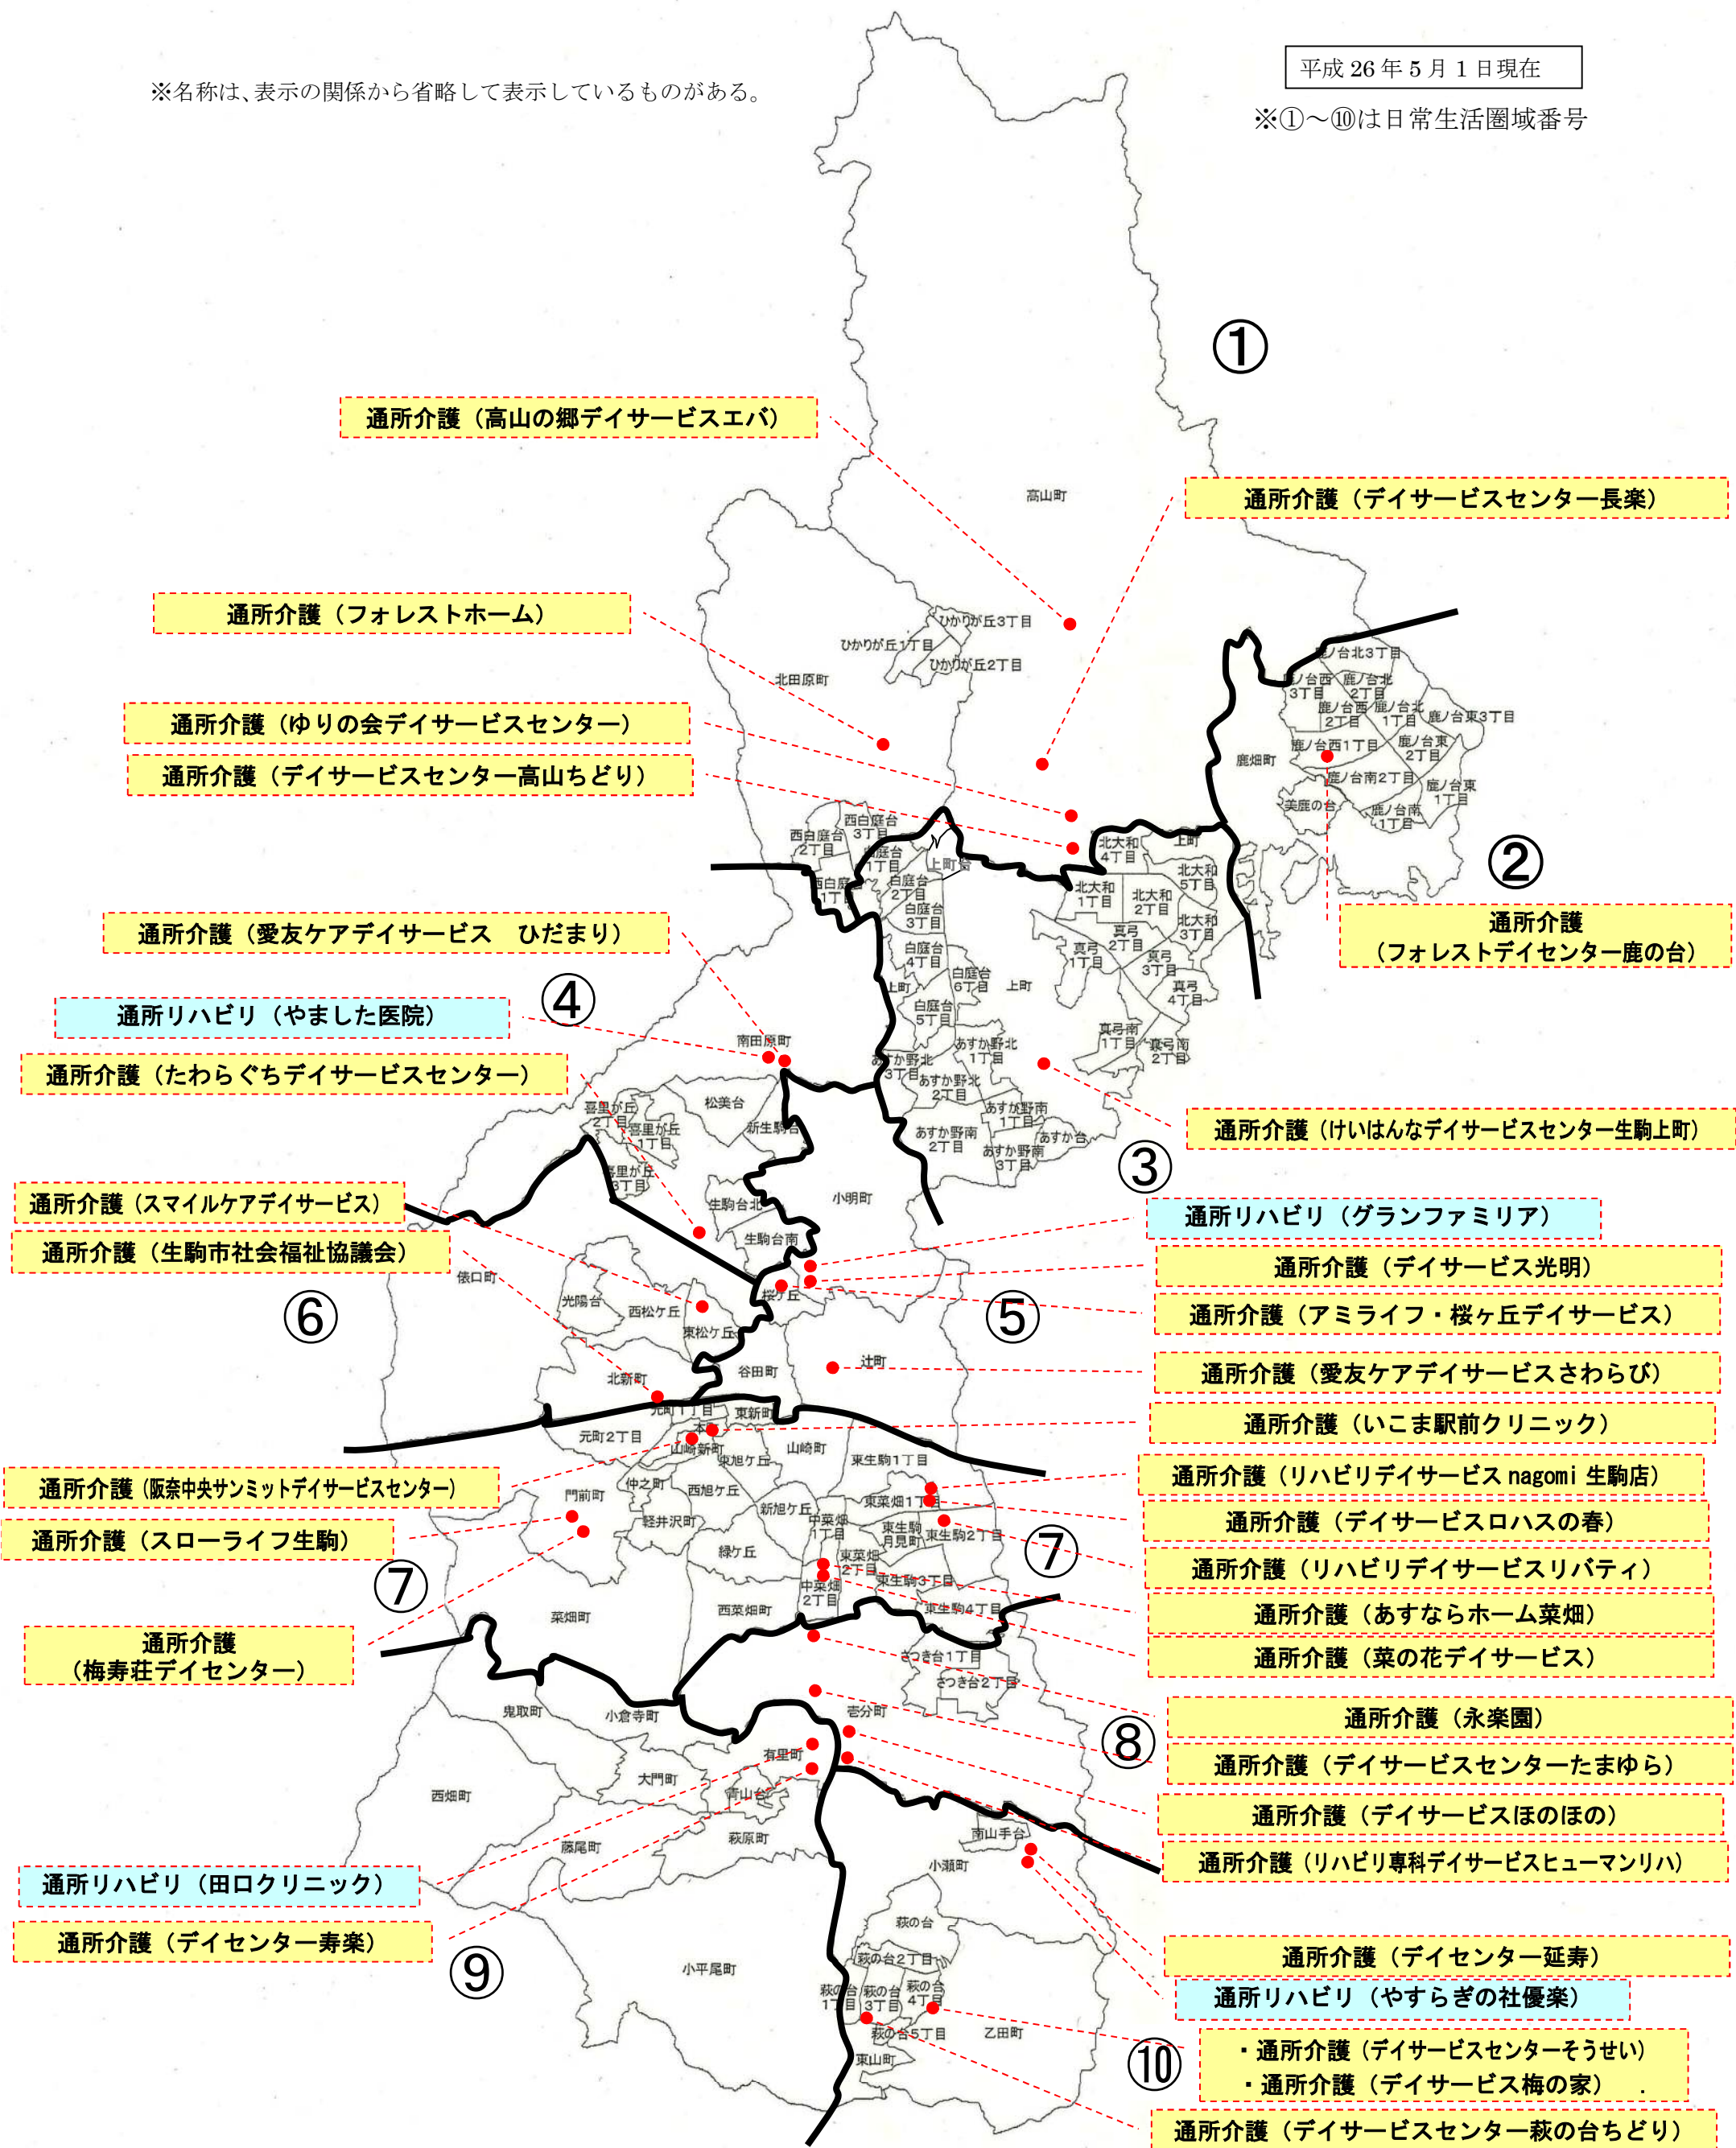 平成 26 年 5 月 1 日現在
※名称は、表示の関係から省略して表示しているものがある。
※①～⑩は日常生活圏域番号
①
通所介護（高山の郷デイサービスエバ）
高山町
通所介護（デイサービスセンター長楽）
通所介護（フォレストホーム）
ひかりが丘3丁目
ひかりが丘1丁目
ひかりが丘2丁目
北田原町
鹿ノ台北3丁目
鹿ノ台西
3丁目
鹿ノ台北
2丁目
鹿ノ台西
2丁目
鹿ノ台北
1丁目
鹿ノ台東3丁目
通所介護（ゆりの会デイサービスセンター）
鹿ノ台西1丁目
鹿ノ台東
2丁目
鹿畑町
通所介護（デイサービスセンター高山ちどり）
鹿ノ台南2丁目
鹿ノ台東
1丁目
美鹿の台
鹿ノ台南
1丁目
西白庭台
3丁目
西白庭台
2丁目
白庭台
1丁目
上町台
北大和
4丁目
上町
②
西白庭台
1丁目
白庭台
2丁目
北大和
5丁目
北大和
1丁目
北大和
2丁目
白庭台
3丁目
北大和
3丁目
通所介護
（フォレストデイセンター鹿の台）
通所介護（愛友ケアデイサービス　ひだまり）
真弓
2丁目
白庭台
4丁目
真弓
1丁目
真弓
3丁目
白庭台
6丁目
上町
上町
真弓
4丁目
④
通所リハビリ（やました医院）
白庭台
5丁目
真弓南
1丁目
真弓南
2丁目
南田原町
あすか野北
1丁目
あすか野北
3丁目
通所介護（たわらぐちデイサービスセンター）
あすか野北
2丁目
松美台
喜里が丘
2丁目
喜里が丘
1丁目
新生駒台
あすか野南
1丁目
あすか野南
2丁目
あすか台
あすか野南
3丁目
通所介護（けいはんなデイサービスセンター生駒上町）
③
喜里が丘
3丁目
通所介護（スマイルケアデイサービス）
生駒台北
小明町
通所リハビリ（グランファミリア）
通所介護（生駒市社会福祉協議会）
生駒台南
通所介護（デイサービス光明）
俵口町
桜ケ丘
光陽台
西松ケ丘
⑥
⑤
通所介護（アミライフ・桜ヶ丘デイサービス）
東松ケ丘
谷田町
辻町
通所介護（愛友ケアデイサービスさわらび）
北新町
元町1丁目
東新町
通所介護（いこま駅前クリニック）
元町2丁目
山崎新町
山崎町
東旭ケ丘
東生駒1丁目
通所介護（阪奈中央サンミットデイサービスセンター）
仲之町
西旭ケ丘
通所介護（リハビリデイサービス nagomi 生駒店）
門前町
新旭ケ丘
東菜畑1丁目
通所介護（デイサービスロハスの春）
軽井沢町
中菜畑
1丁目
東生駒
月見町
東生駒2丁目
通所介護（スローライフ生駒）
緑ケ丘
東菜畑
2丁目
⑦
通所介護（リハビリデイサービスリバティ）
⑦
中菜畑
2丁目
東生駒3丁目
菜畑町
西菜畑町
東生駒4丁目
通所介護（あすならホーム菜畑）
通所介護
（梅寿荘デイセンター）
通所介護（菜の花デイサービス）
さつき台1丁目
さつき台2丁目
鬼取町
小倉寺町
壱分町
通所介護（永楽園）
⑧
有里町
通所介護（デイサービスセンターたまゆら）
大門町
青山台
西畑町
通所介護（デイサービスほのほの）
萩原町
藤尾町
南山手台
通所介護（リハビリ専科デイサービスヒューマンリハ）
小瀬町
通所リハビリ（田口クリニック）
萩の台
通所介護（デイセンター寿楽）
通所介護（デイセンター延寿）
萩の台2丁目
⑨
小平尾町
萩の台
1丁目
萩の台
3丁目
萩の台
4丁目
通所リハビリ（やすらぎの社優楽）
萩の台5丁目
乙田町
東山町
⑩
・通所介護（デイサービスセンターそうせい）
・通所介護（デイサービス梅の家）　.
通所介護（デイサービスセンター萩の台ちどり）